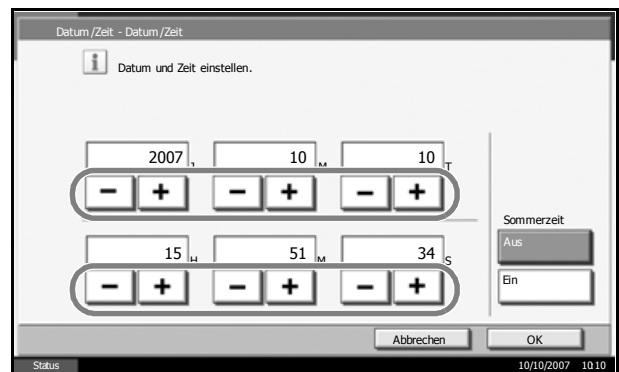 Datum/Zeit - Datum/Zeit
i Datum und Zeit einstellen.
2007 J 10 M 10 T
- + - + - +
15 H 51 M 34 S
- + - + - +
Sommerzeit
Aus
Ein
Abbrechen OK
Status 10/10/2007 10:10